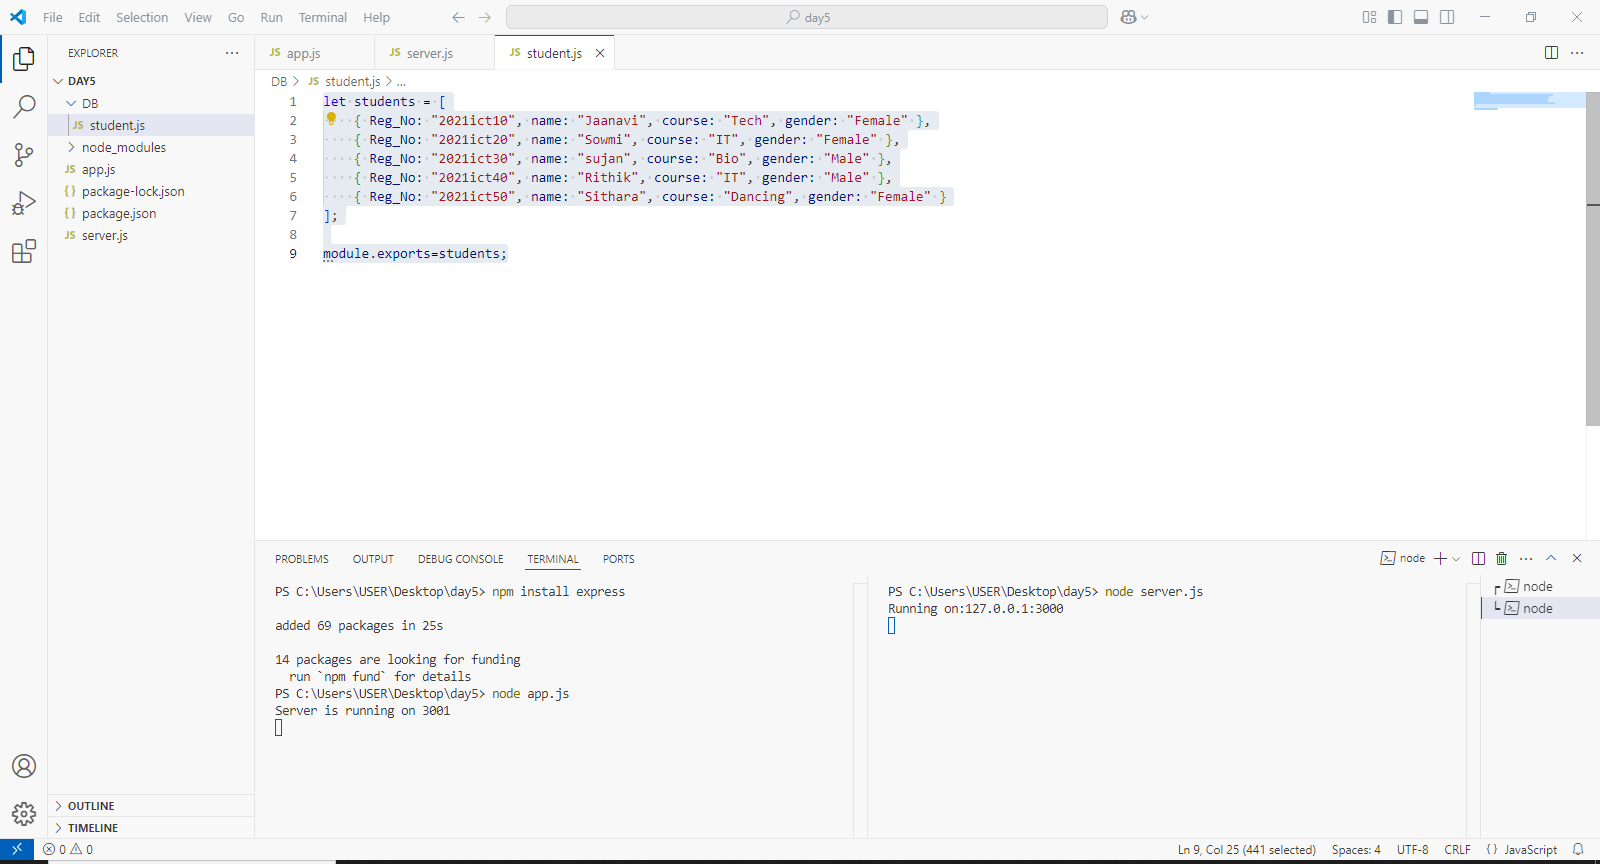 File Edit Selection View Go Run Terminal Help
day5
EXPLORER
DAY5
DB
JS student.js
node_modules
JS app.js
{} package-lock.json
{} package.json
JS server.js
OUTLINE
TIMELINE
JS app.js
JS server.js
JS student.js
DB > JS student.js > ...
1 let students = [
2 { Reg_No: "2021ict10", name: "Jaanavi", course: "Tech", gender: "Female" },
3 { Reg_No: "2021ict20", name: "Sowmi", course: "IT", gender: "Female" },
4 { Reg_No: "2021ict30", name: "sujan", course: "Bio", gender: "Male" },
5 { Reg_No: "2021ict40", name: "Rithik", course: "IT", gender: "Male" },
6 { Reg_No: "2021ict50", name: "Sithara", course: "Dancing", gender: "Female" }
7 ];
8
9 module.exports=students;
PROBLEMS OUTPUT DEBUG CONSOLE TERMINAL PORTS
node
PS C:\Users\USER\Desktop\day5> npm install express
added 69 packages in 25s
14 packages are looking for funding
run `npm fund` for details
PS C:\Users\USER\Desktop\day5> node app.js
Server is running on 3001
PS C:\Users\USER\Desktop\day5> node server.js
Running on:127.0.0.1:3000
node
node
0 0
Ln 9, Col 25 (441 selected) Spaces: 4 UTF-8 CRLF {} JavaScript